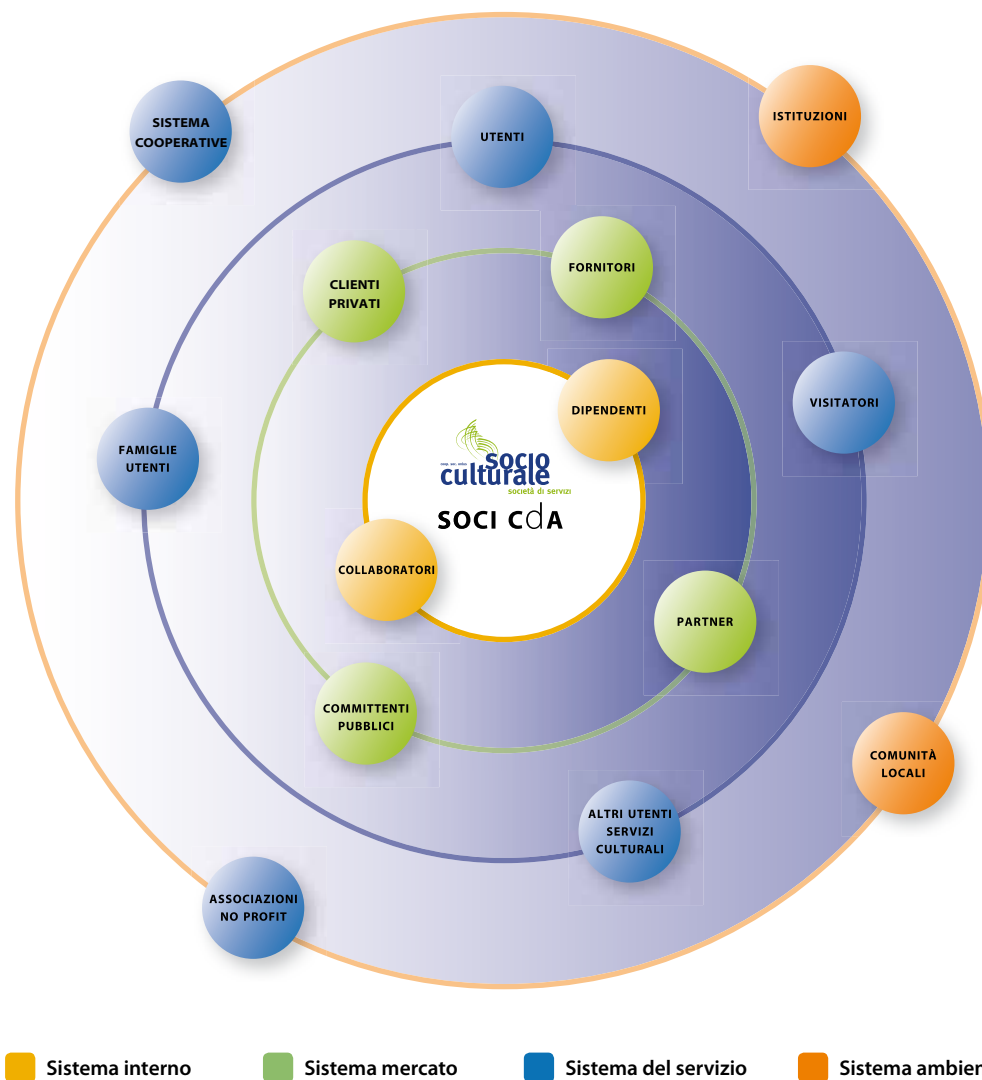 SISTEMA
COOPERATIVE
UTENTI
ISTITUZIONI
CLIENTI
PRIVATI
FORNITORI
DIPENDENTI
VISITATORI
FAMIGLIE
UTENTI
socio
culturale
società di servizi
SOCI CdA
COLLABORATORI
PARTNER
COMMITTENTI
PUBBLICI
COMUNITÀ
LOCALI
ALTRI UTENTI
SERVIZI
CULTURALI
ASSOCIAZIONI
NO PROFIT
Sistema interno
Sistema mercato
Sistema del servizio
Sistema ambien